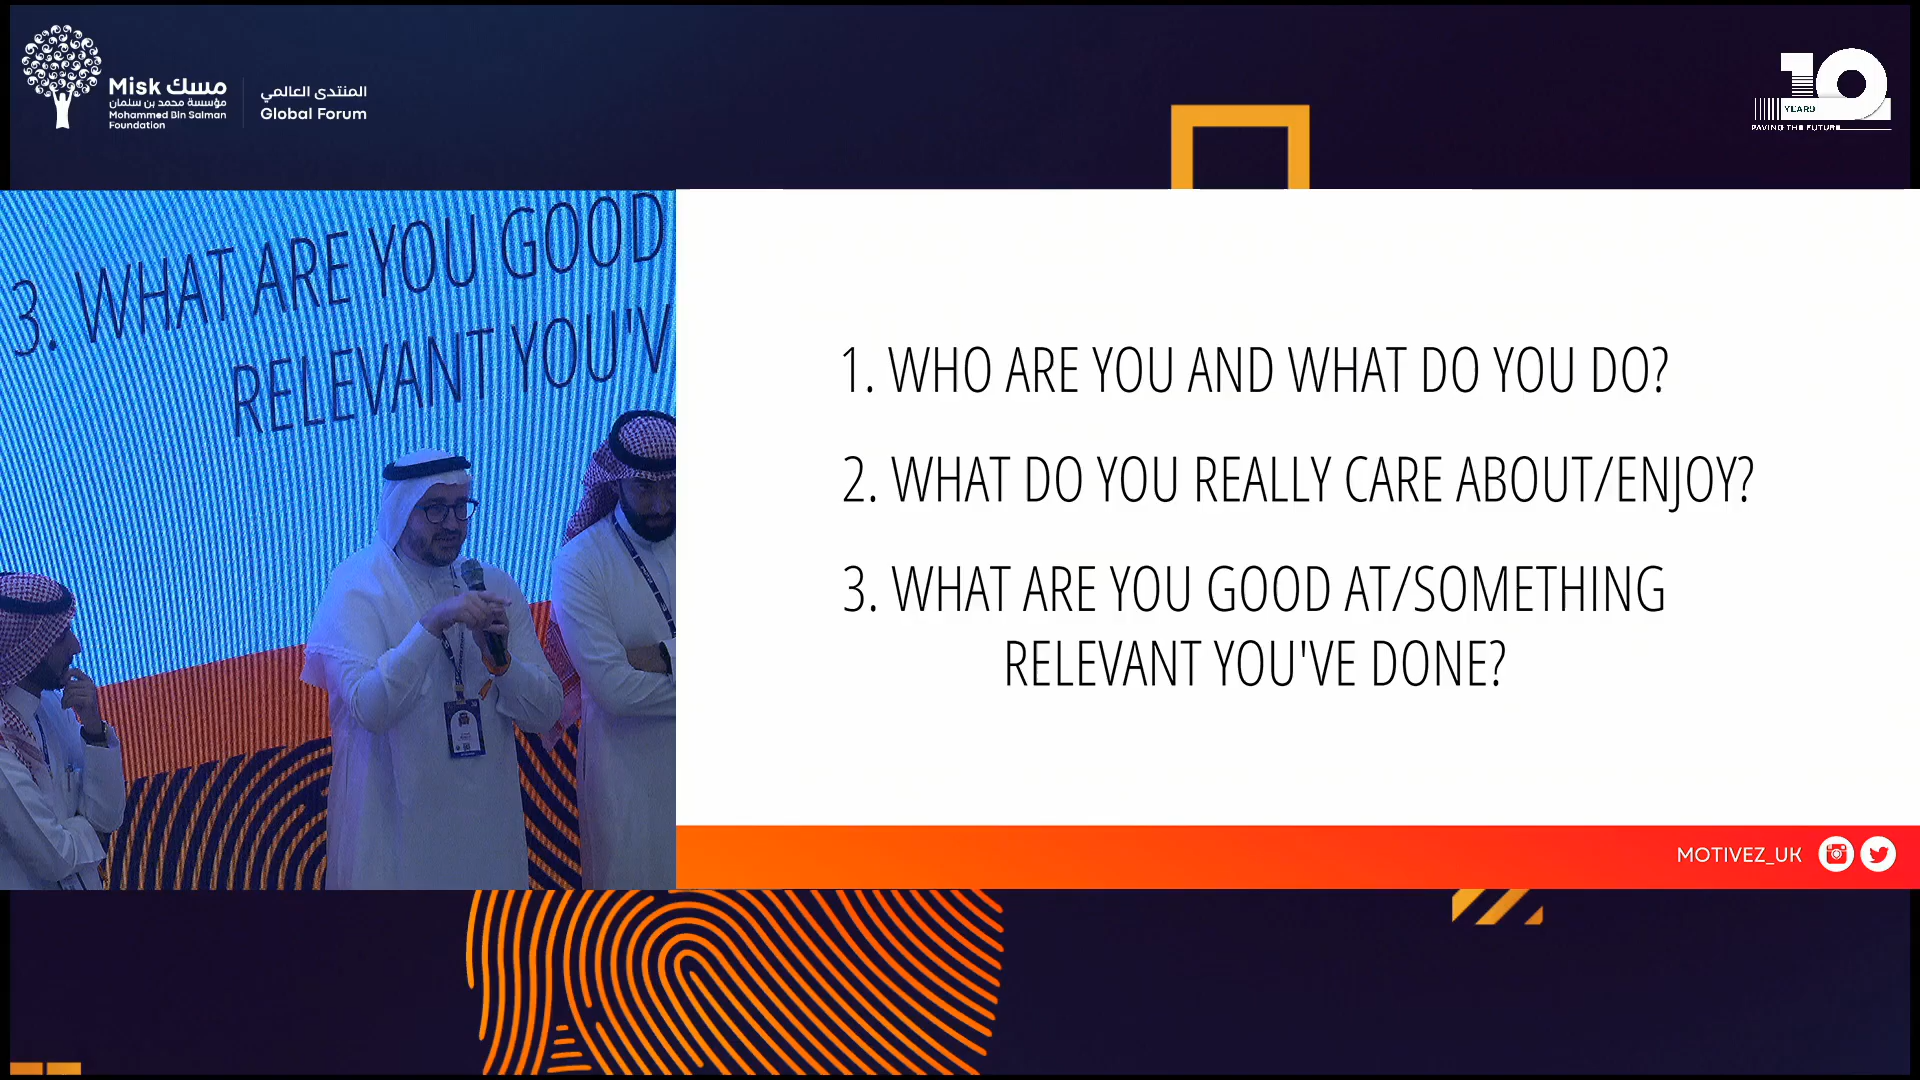 Misk مسك
مؤسسة محمد بن سلمان
Mohammed Bin Salman
Foundation
المنتدى العالمي
Global Forum
10
YEARS
PAVING THE FUTURE
3. WHAT ARE YOU GOOD
RELEVANT YOU'V
1. WHO ARE YOU AND WHAT DO YOU DO?
2. WHAT DO YOU REALLY CARE ABOUT/ENJOY?
3. WHAT ARE YOU GOOD AT/SOMETHING
RELEVANT YOU'VE DONE?
MOTIVEZ_UK